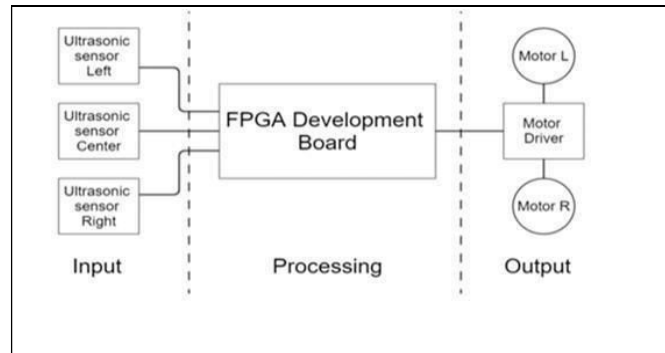 Ultrasonic
sensor
Left
Ultrasonic
sensor
Center
Ultrasonic
sensor
Right
FPGA Development
Board
Motor L
Motor
Driver
Motor R
Input
Processing
Output